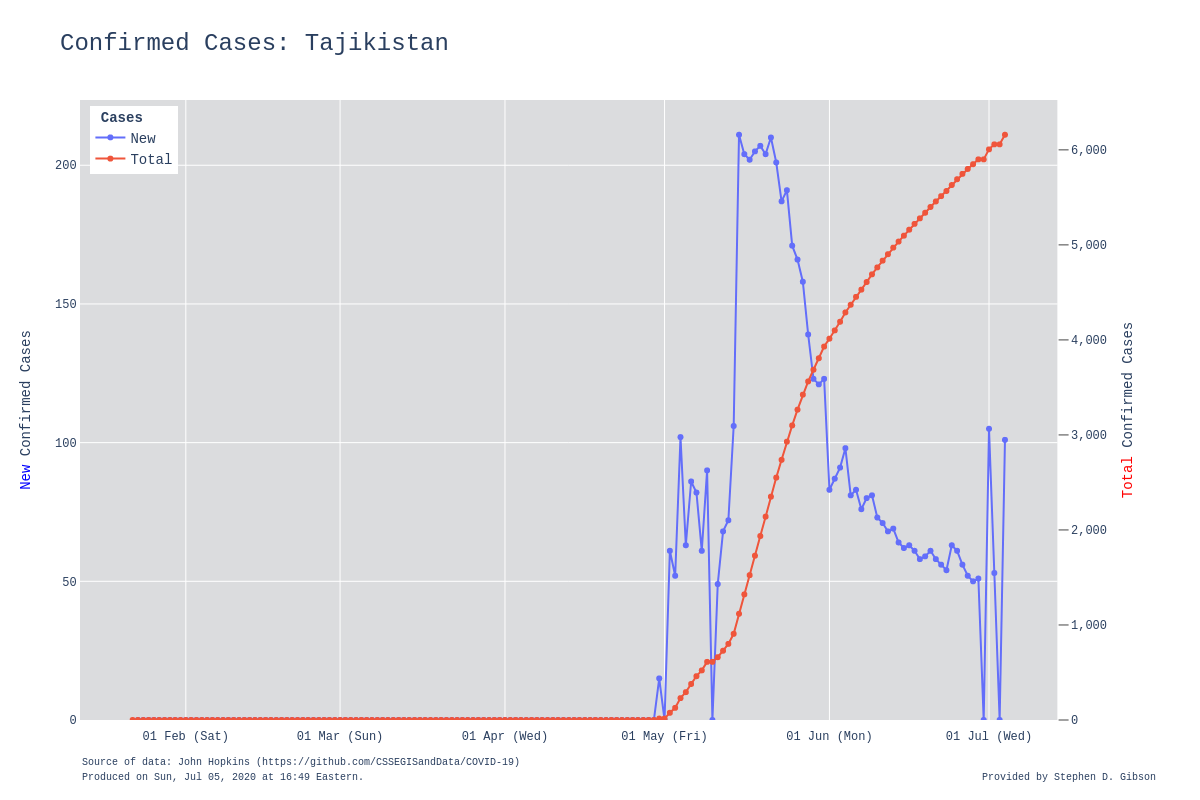 Confirmed Cases: Tajikistan
Cases
New
Total
200
150
100
50
0
New Confirmed Cases
6,000
5,000
4,000
3,000
2,000
1,000
0
Total Confirmed Cases
01 Feb (Sat) 01 Mar (Sun) 01 Apr (Wed) 01 May (Fri) 01 Jun (Mon) 01 Jul (Wed)
Source of data: John Hopkins (https://github.com/CSSEGISandData/COVID-19)
Produced on Sun, Jul 05, 2020 at 16:49 Eastern.
Provided by Stephen D. Gibson